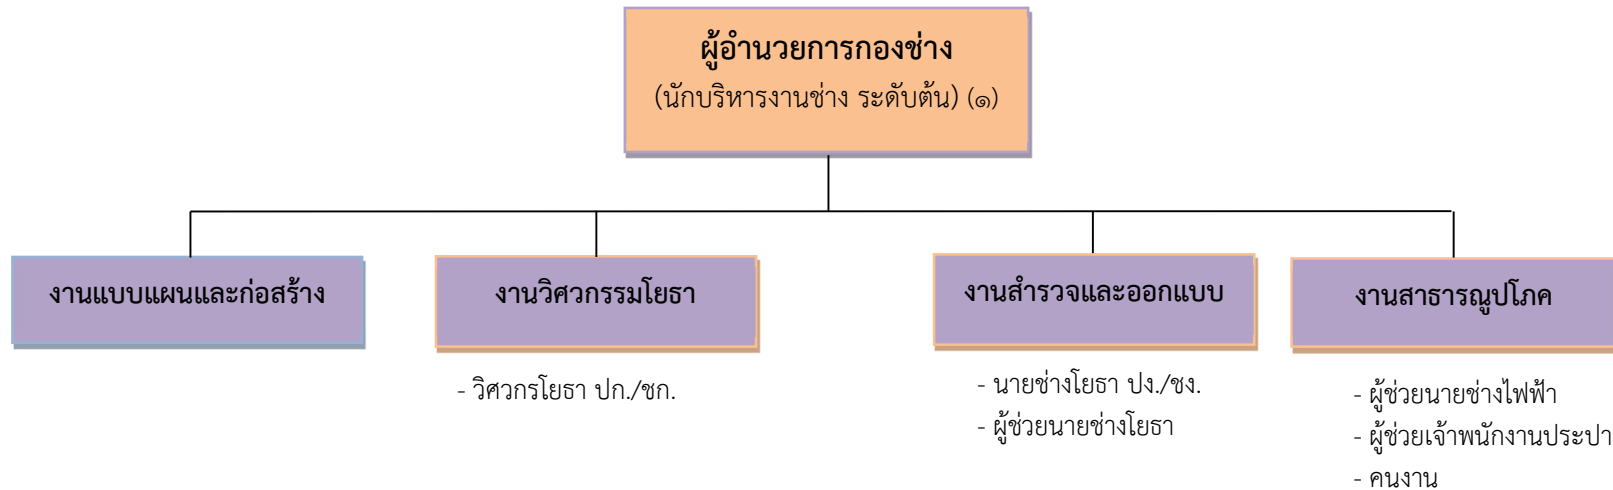 ผู้อำนวยการกองช่าง
(นักบริหารงานช่าง ระดับต้น) (๑)
งานแบบแผนและก่อสร้าง
งานวิศวกรรมโยธา
- วิศวกรโยธา ปก./ชก.
งานสำรวจและออกแบบ
- นายช่างโยธา ปง./ชง.
- ผู้ช่วยนายช่างโยธา
งานสาธารณูปโภค
- ผู้ช่วยนายช่างไฟฟ้า
- ผู้ช่วยเจ้าพนักงานประปา
- คนงาน